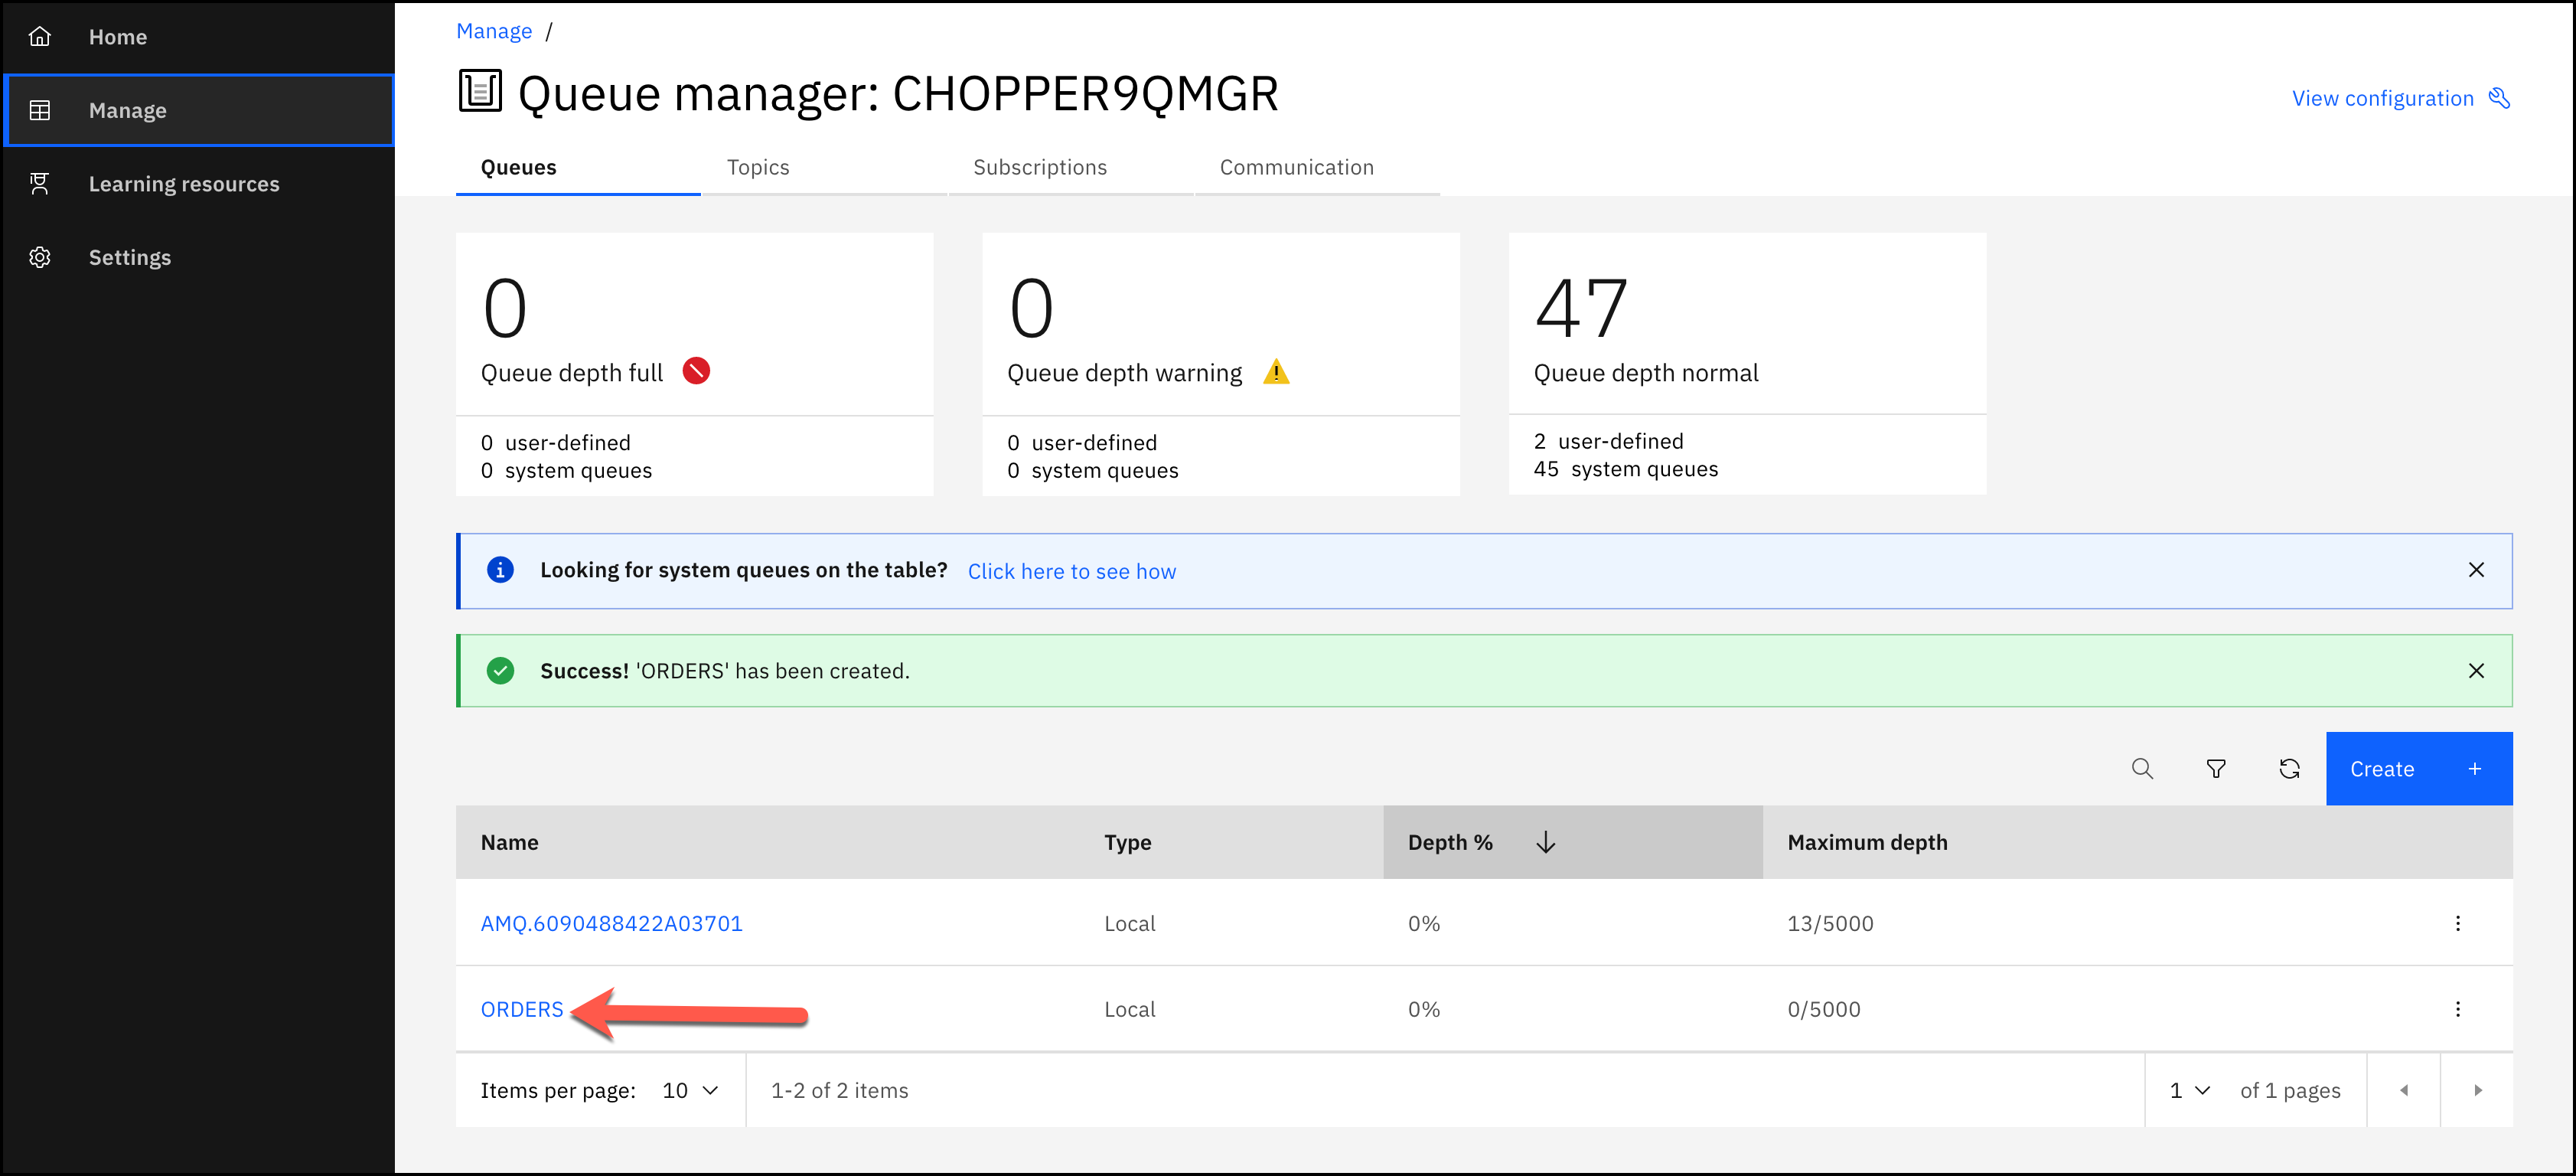 Home
Manage
Learning resources
Settings
Manage /
Queue manager: CHOPPER9QMGR
View configuration
Queues
Topics
Subscriptions
Communication
0
Queue depth full
0 user-defined
0 system queues
0
Queue depth warning
0 user-defined
0 system queues
47
Queue depth normal
2 user-defined
45 system queues
Looking for system queues on the table? Click here to see how
Success! 'ORDERS' has been created.
Create +
Name Type Depth % Maximum depth
AMQ.6090488422A03701 Local 0% 13/5000
ORDERS Local 0% 0/5000
Items per page: 10 1-2 of 2 items 1 of 1 pages